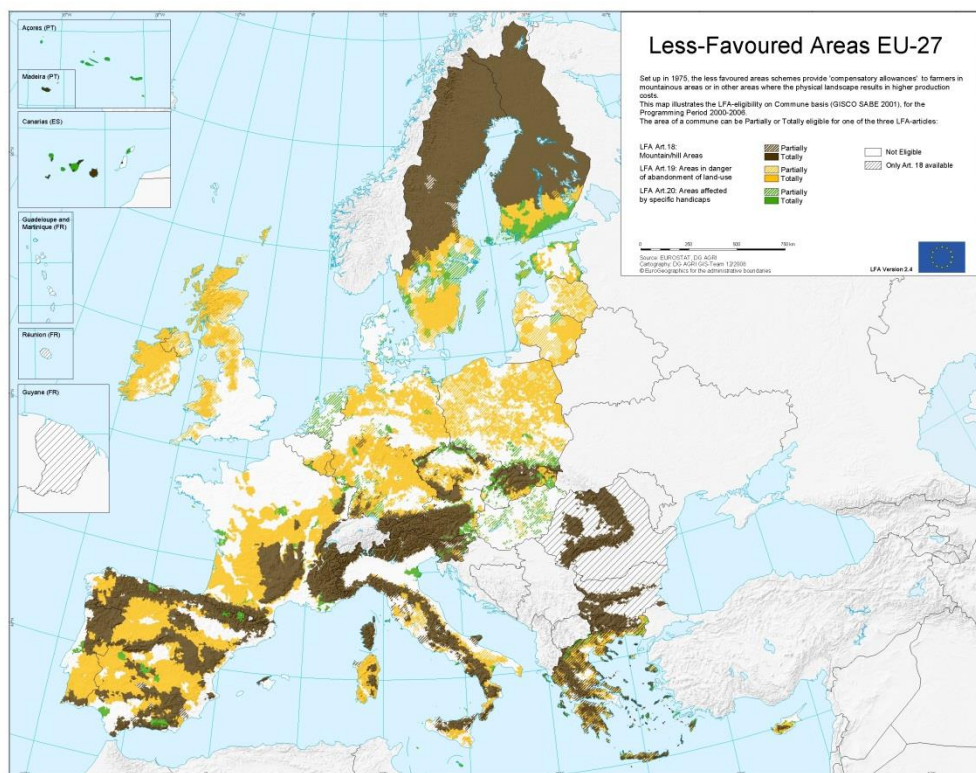 Less-Favoured Areas EU-27
Set up in 1975, the less favoured areas schemes provide 'compensatory allowances' to farmers in
mountainous areas or in other areas where the physical landscape results in higher production
costs.
This map illustrates the LFA-eligibility on Commune basis (GISCO SABE 2001), for the
Programming Period 2000-2006.
The area of a commune can be Partially or Totally eligible for one of the three LFA-articles:
LFA Art.18:
Mountain/hill Areas
Partially
Totally
LFA Art.19: Areas in danger
of abandonment of land-use
Partially
Totally
LFA Art.20: Areas affected
by specific handicaps
Partially
Totally
Not Eligible
Only Art. 18 available
0 250 500 750 km
Source: EUROSTAT, DG AGRI
Cartography: DG AGRI GIS-Team 12/2006
© EuroGeographics for the administrative boundaries
LFA Version 2.4
Açores (PT)
Madeira (PT)
Canarias (ES)
Guadeloupe and
Martinique (FR)
Réunion (FR)
Guyane (FR)